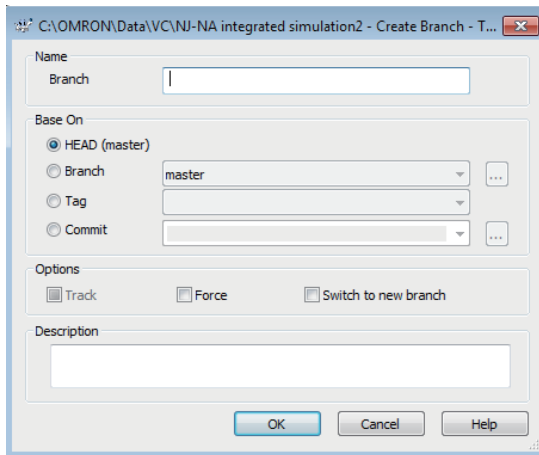 C:\OMRON\Data\VC\NJ-NA integrated simulation2 - Create Branch - T...
Name
Branch
Base On
HEAD (master)
Branch
master
...
Tag
Commit
...
Options
Track
Force
Switch to new branch
Description
OK
Cancel
Help